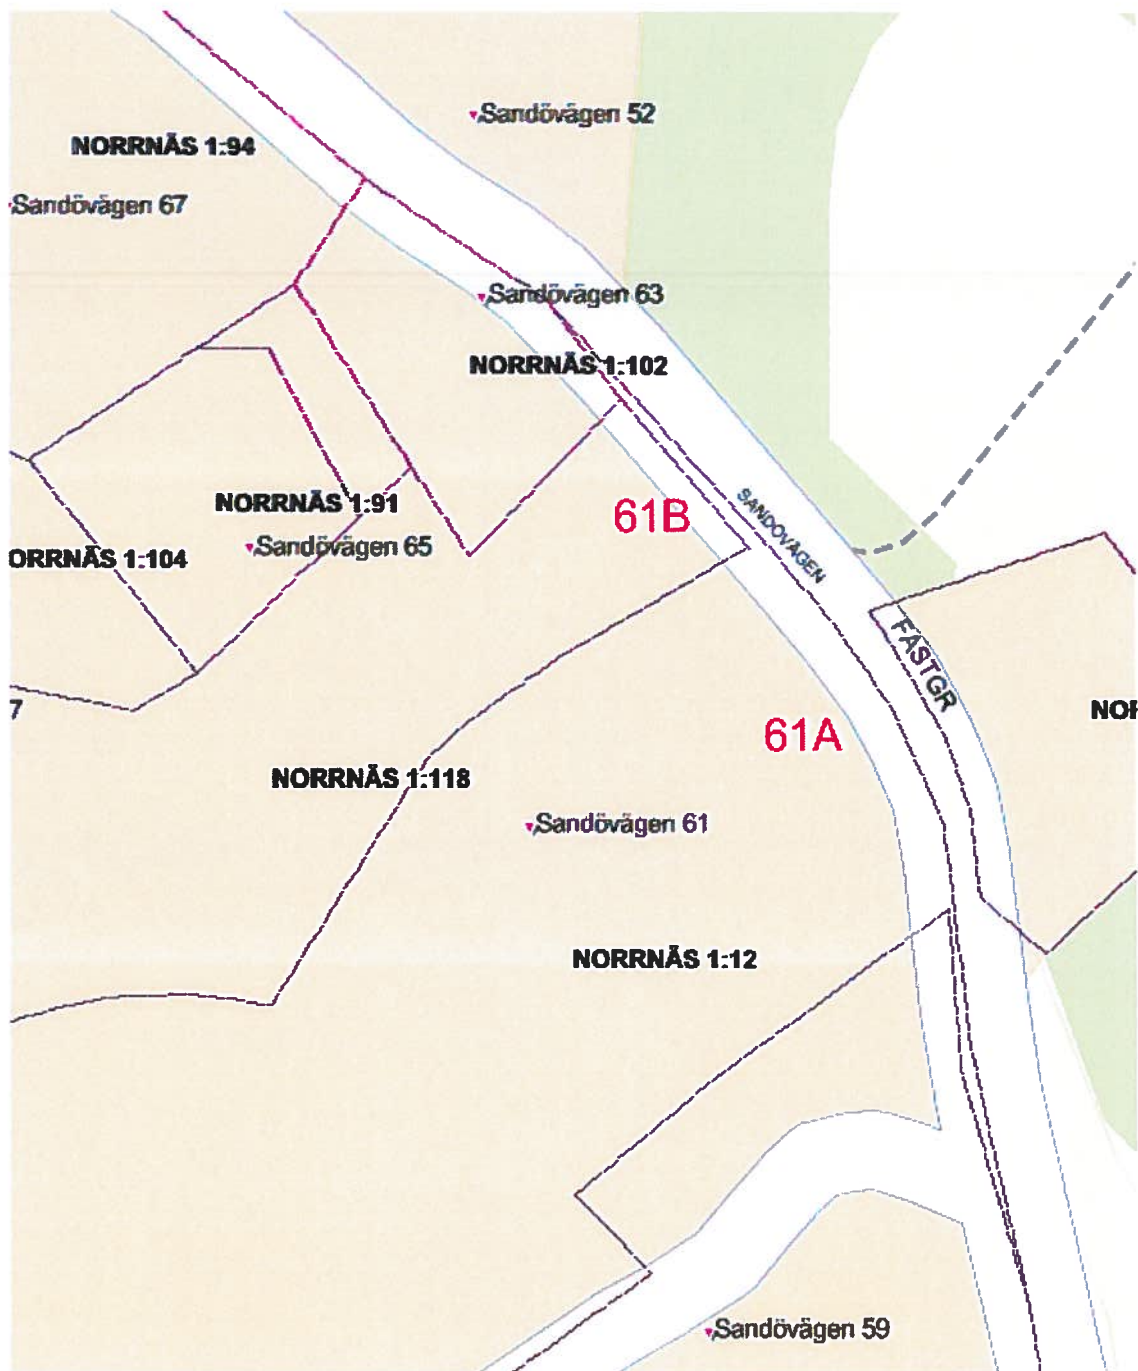 Sandövägen 52
NORRNÄS 1:94
Sandövägen 67
Sandövägen 63
NORRNÄS 1:102
NORRNÄS 1:91
61B
SANDÖVÄGEN
Sandövägen 65
ORRNÄS 1:104
FASTGR
7
61A
NOR
NORRNÄS 1:118
Sandövägen 61
NORRNÄS 1:12
Sandövägen 59